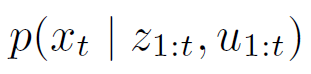 p(x_t | z_{1:t}, u_{1:t})